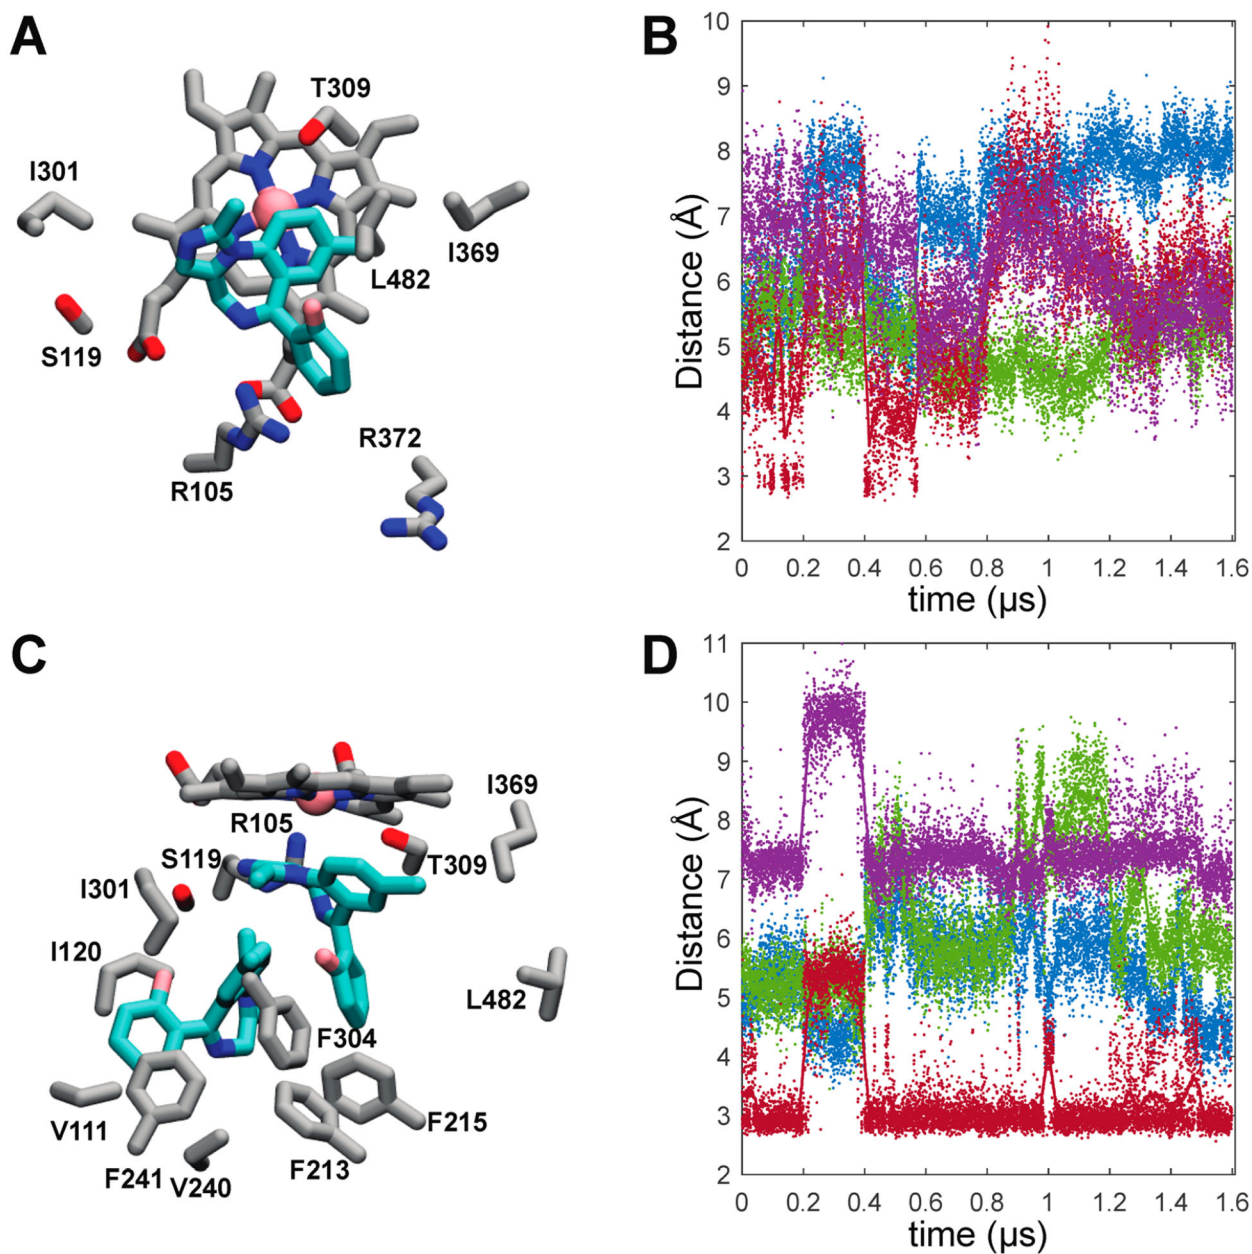 A
T309
I301
I369
L482
S119
R372
R105
B
10
9
8
7
6
5
4
3
2
Distance (Å)
0 0.2 0.4 0.6 0.8 1 1.2 1.4 1.6
time (µs)
C
I369
R105
S119
T309
I301
I120
L482
F304
V111
F215
F241
V240
F213
D
11
10
9
8
7
6
5
4
3
2
Distance (Å)
0 0.2 0.4 0.6 0.8 1 1.2 1.4 1.6
time (µs)